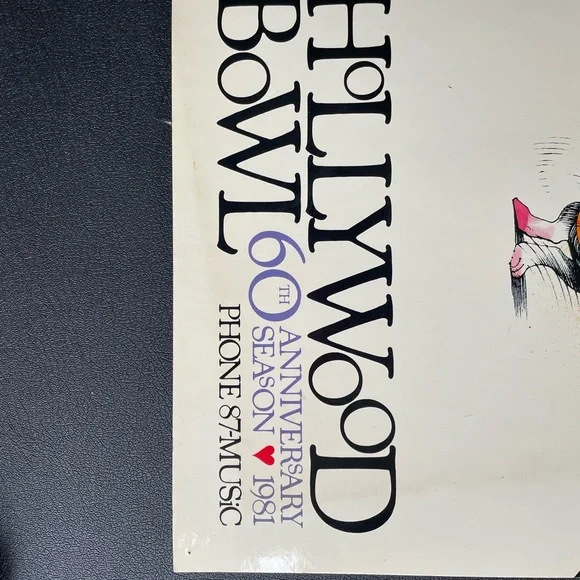 HOLLYWOOD
BOWL
60TH ANNIVERSARY
SEASON ♥ 1981
PHONE 87-MUSiC